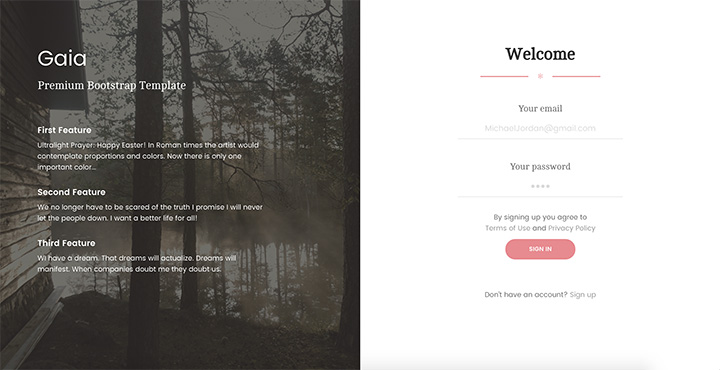 Gaia
Premium Bootstrap Template
First Feature
Ultralight Prayer: Happy Easter! In Roman times the artist would
contemplate proportions and colors. Now there is only one
important color...
Second Feature
We no longer have to be scared of the truth I promise I will never
let the people down. I want a better life for all!
Third Feature
Wi have a dream. That dreams will actualize. Dreams will
manifest. When companies doubt me they doubt us.
Welcome
Your email
MichaelJordan@gmail.com
Your password
****
By signing up you agree to
Terms of Use and Privacy Policy
SIGN IN
Don't have an account? Sign up